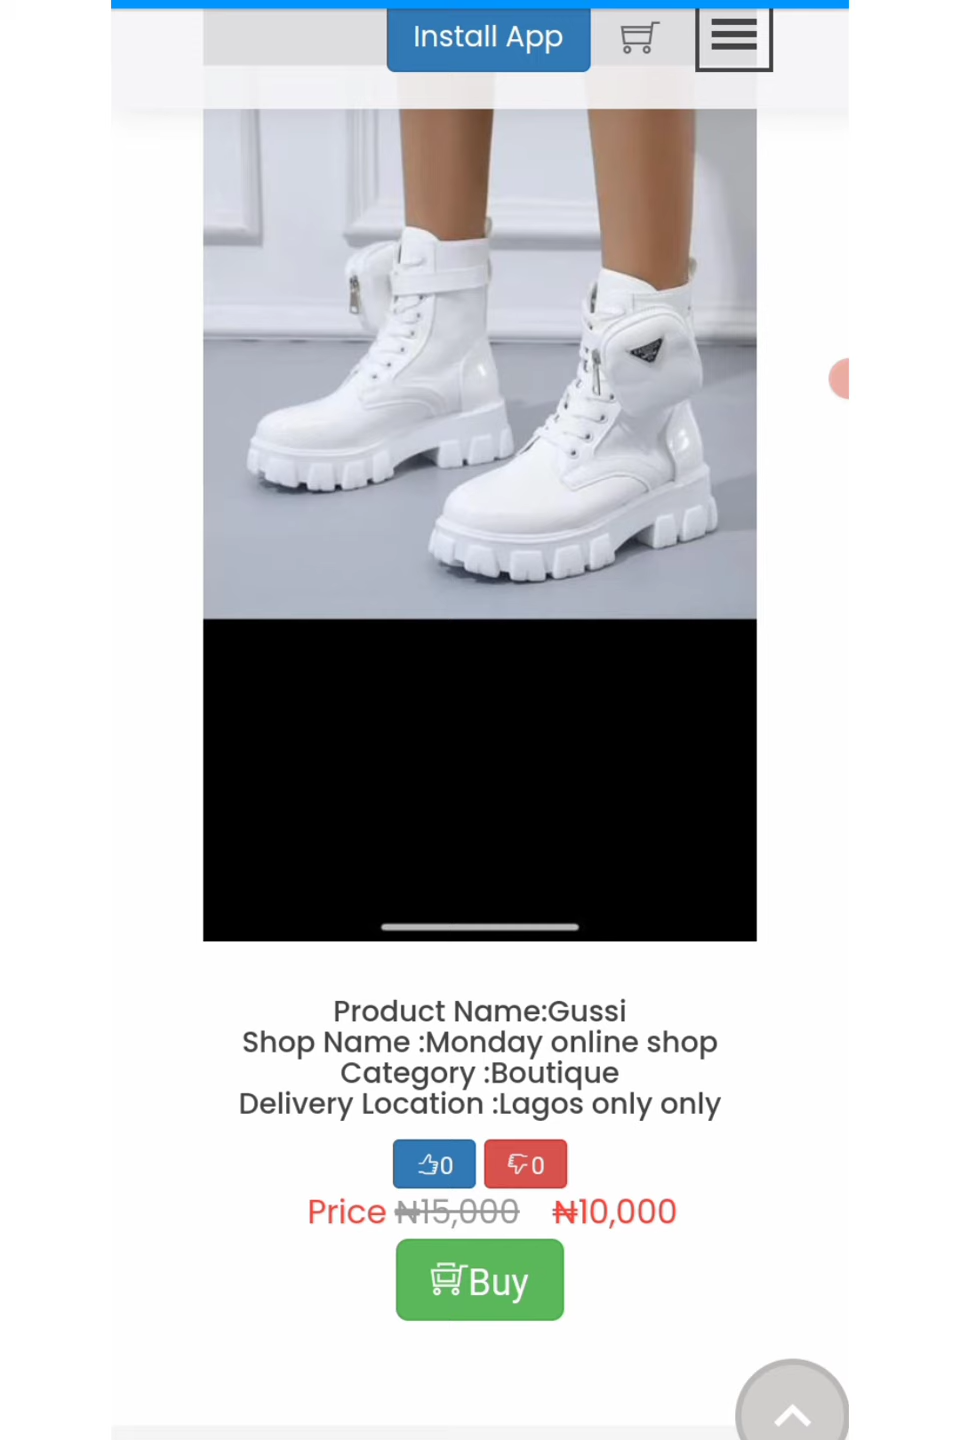 Install App
Product Name:Gussi
Shop Name :Monday online shop
Category :Boutique
Delivery Location :Lagos only only
0 0
Price ₦15,000 ₦10,000
Buy